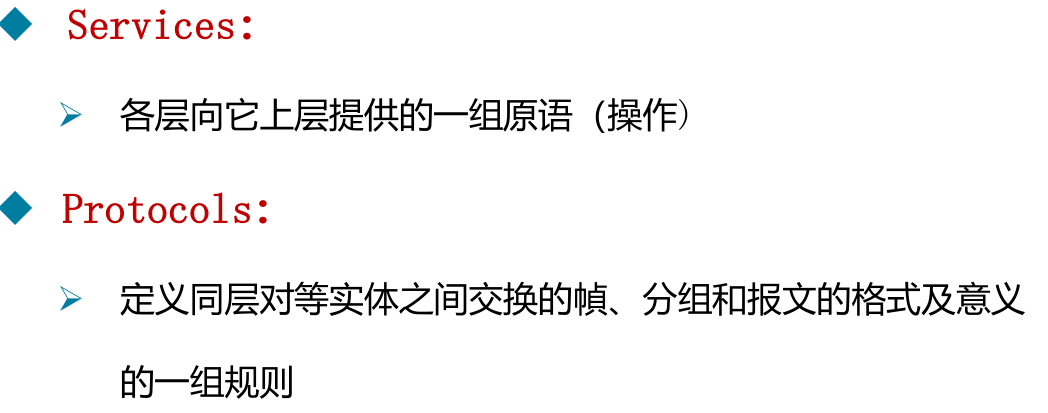 Services:
各层向它上层提供的一组原语（操作）
Protocols:
定义同层对等实体之间交换的幀、分组和报文的格式及意义
的一组规则